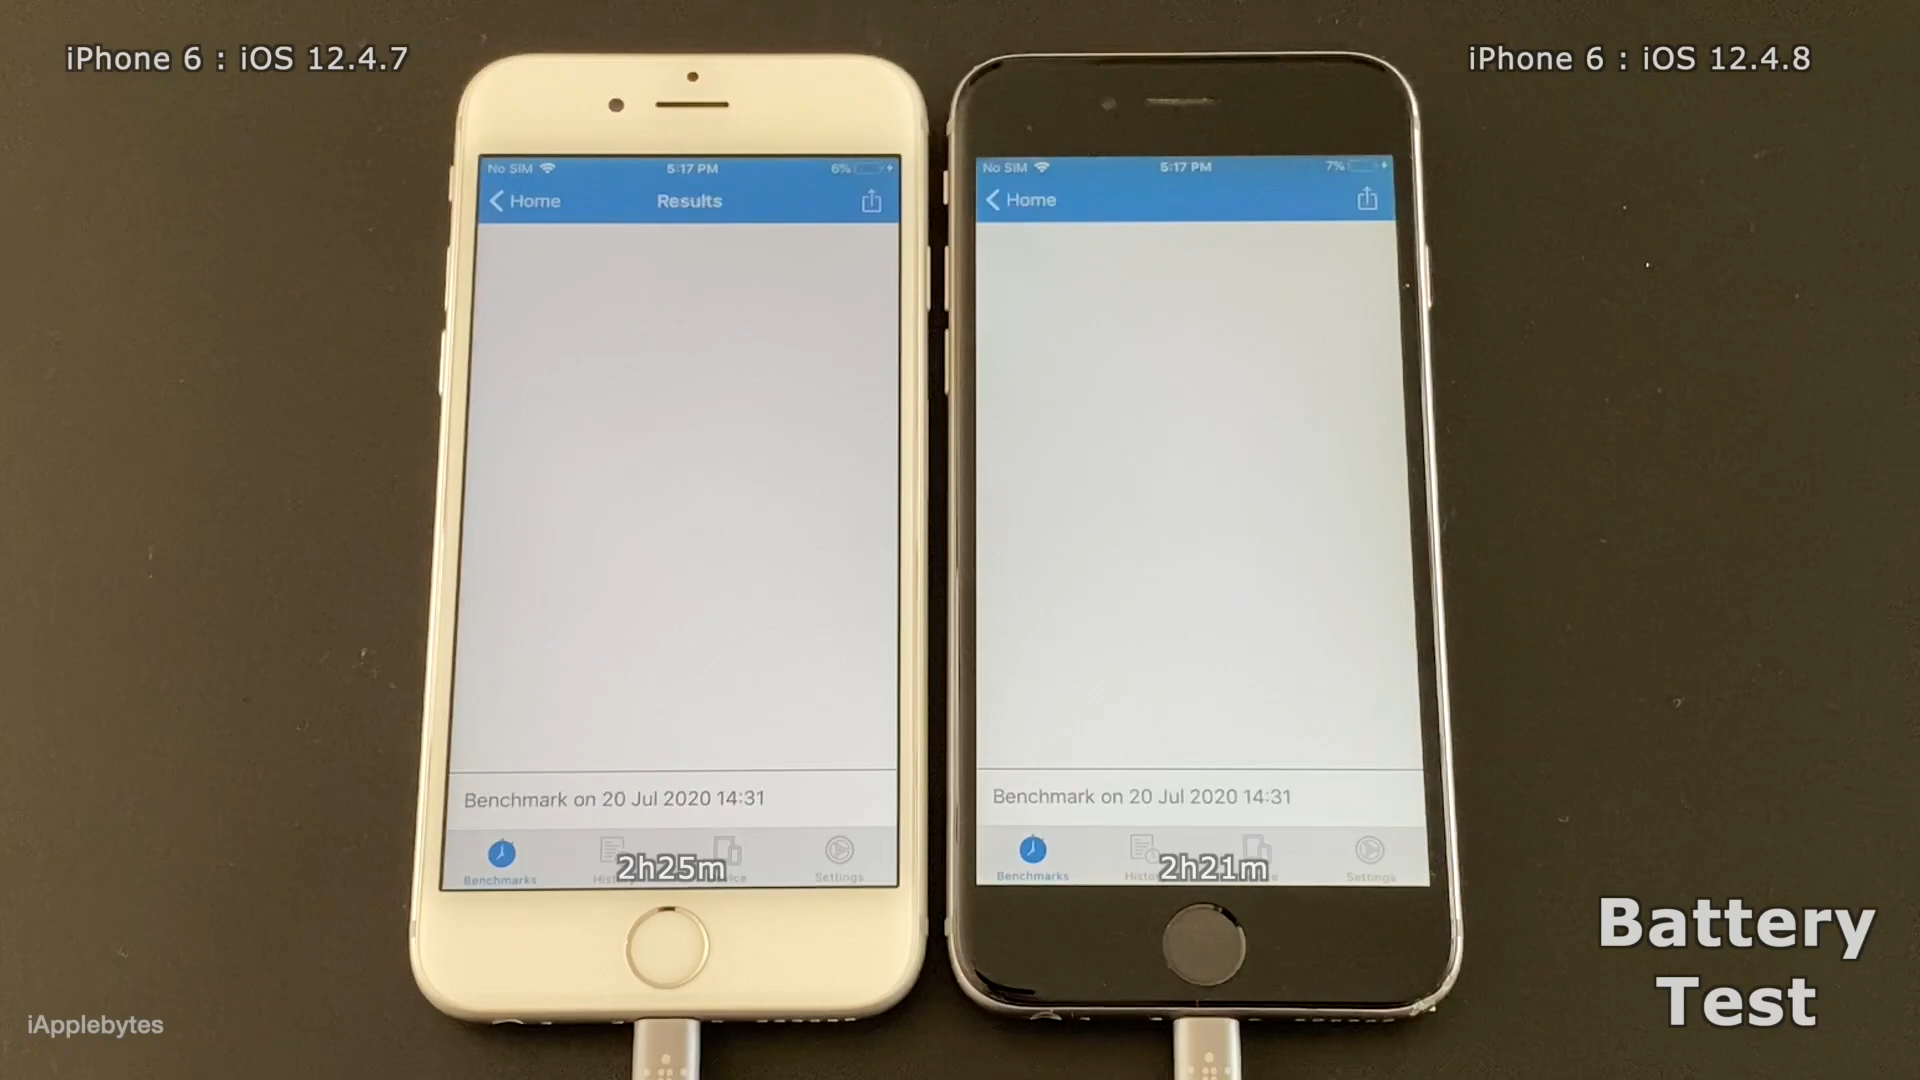 iPhone 6 : iOS 12.4.7
iPhone 6 : iOS 12.4.8
No SIM 5:17 PM 6%
Home Results
Benchmark on 20 Jul 2020 14:31
2h25m
Benchmarks Settings
No SIM 5:17 PM 7%
Home
Benchmark on 20 Jul 2020 14:31
2h21m
Benchmarks Settings
Battery
Test
iApplebytes